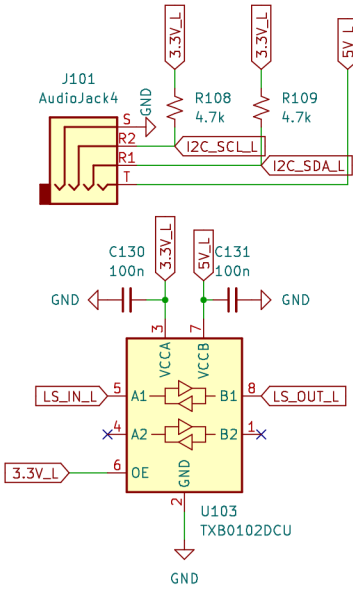 3.3V_L
3.3V_L
5V_L
J101
AudioJack4
S
GND
R2
R1
T
R108
4.7k
R109
4.7k
I2C_SCL_L
I2C_SDA_L
C130
100n
3.3V_L
5V_L
C131
100n
GND
GND
3
7
VCCA
VCCB
LS_IN_L
5
A1
B1
8
LS_OUT_L
4
A2
B2
1
3.3V_L
6
OE
GND
2
U103
TXB0102DCU
GND